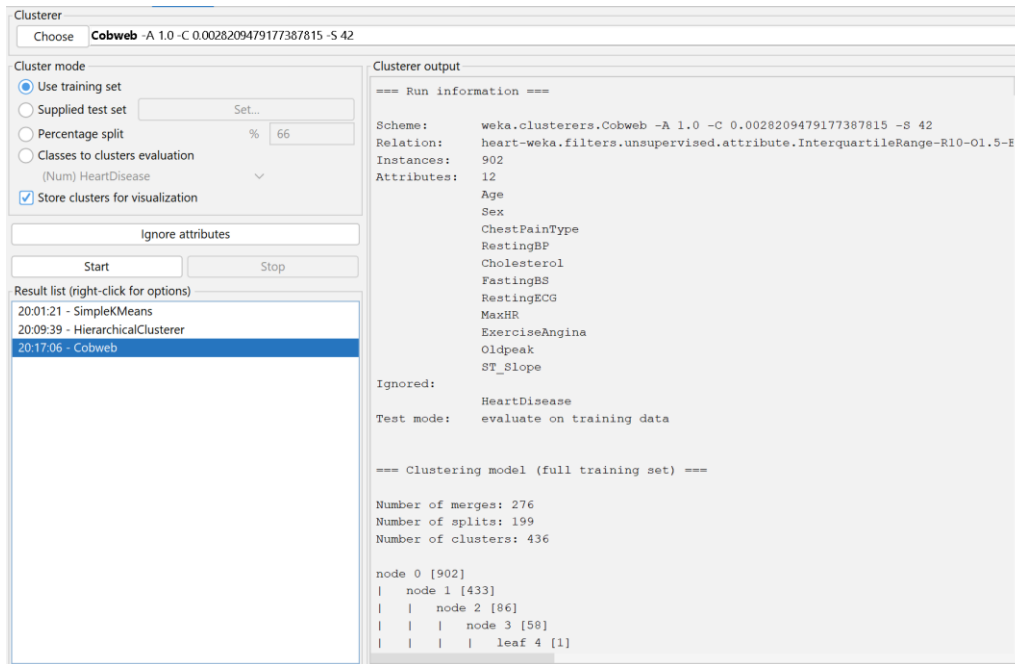 Clusterer
Choose Cobweb -A 1.0 -C 0.0028209479177387815 -S 42
Cluster mode
Use training set
Supplied test set Set...
Percentage split % 66
Classes to clusters evaluation
(Num) HeartDisease
Store clusters for visualization
Ignore attributes
Start Stop
Result list (right-click for options)
20:01:21 - SimpleKMeans
20:09:39 - HierarchicalClusterer
20:17:06 - Cobweb
Clusterer output
=== Run information ===
Scheme: weka.clusterers.Cobweb -A 1.0 -C 0.0028209479177387815 -S 42
Relation: heart-weka.filters.unsupervised.attribute.InterquartileRange-R10-O1.5-E
Instances: 902
Attributes: 12
Age
Sex
ChestPainType
RestingBP
Cholesterol
FastingBS
RestingECG
MaxHR
ExerciseAngina
Oldpeak
ST_Slope
Ignored:
HeartDisease
Test mode: evaluate on training data
=== Clustering model (full training set) ===
Number of merges: 276
Number of splits: 199
Number of clusters: 436
node 0 [902]
| node 1 [433]
| | node 2 [86]
| | | node 3 [58]
| | | | leaf 4 [1]